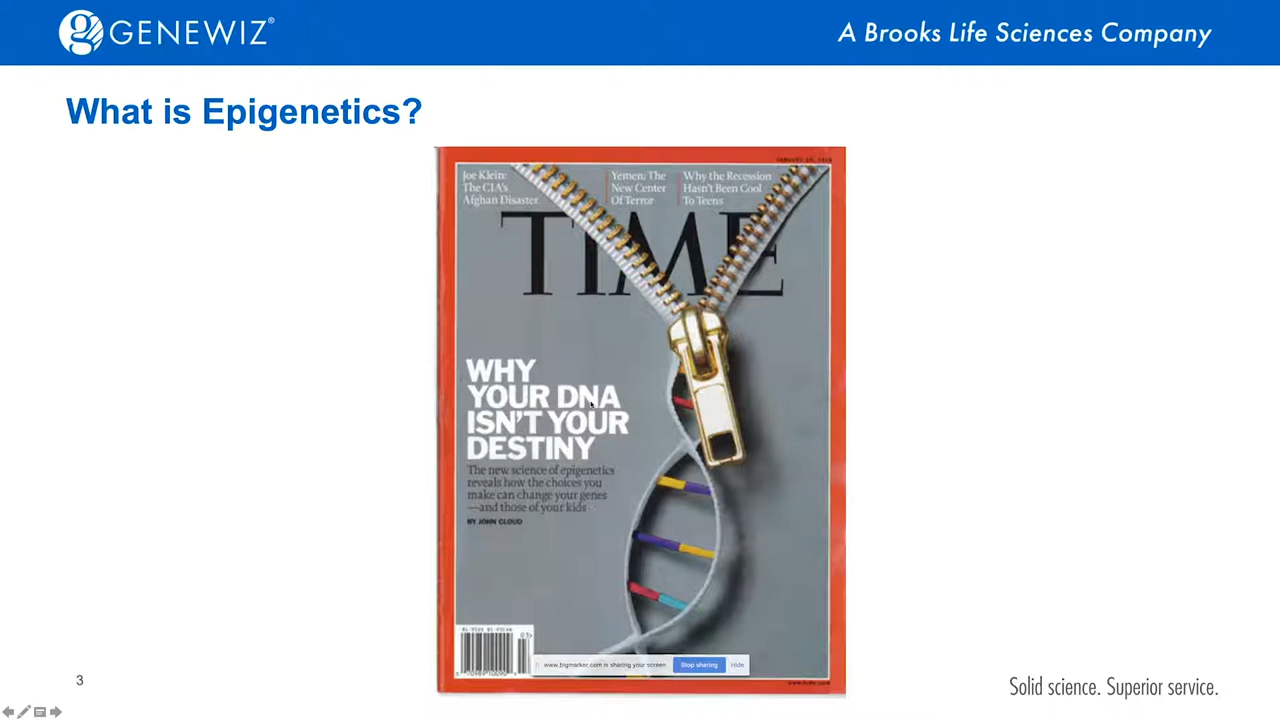 GENEWIZ®
A Brooks Life Sciences Company
What is Epigenetics?
Joe Klein:
The CIA's
Afghan Disaster
Yemen: The
New Center
Of Terror
Why the Recession
Hasn't Been Cool
To Teens
TIME
WHY
YOUR DNA
ISN'T YOUR
DESTINY
The new science of epigenetics
reveals how the choices you
make can change your genes
—and those of your kids
BY JOHN CLOUD
www.bigmarker.com is sharing your screen
Stop sharing
Hide
3
Solid science. Superior service.